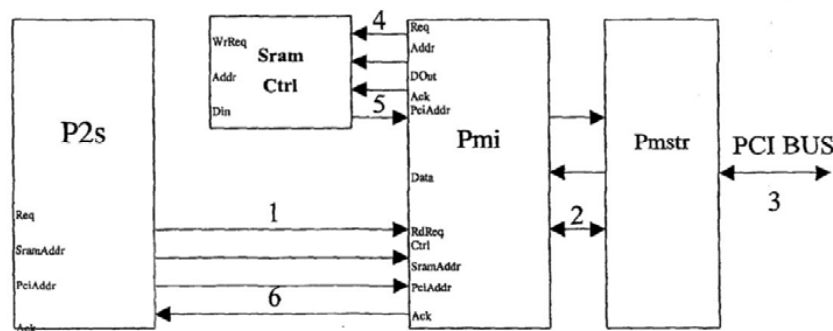 4
Req
WrReq
Sram
Addr
Addr
Ctrl
DOut
Din
5
Ack
PciAddr
P2s
Pmi
Pmstr
PCI BUS
Data
3
Req
1
RdReq
2
Ctrl
SramAddr
SramAddr
PciAddr
PciAddr
6
Ack
Ack